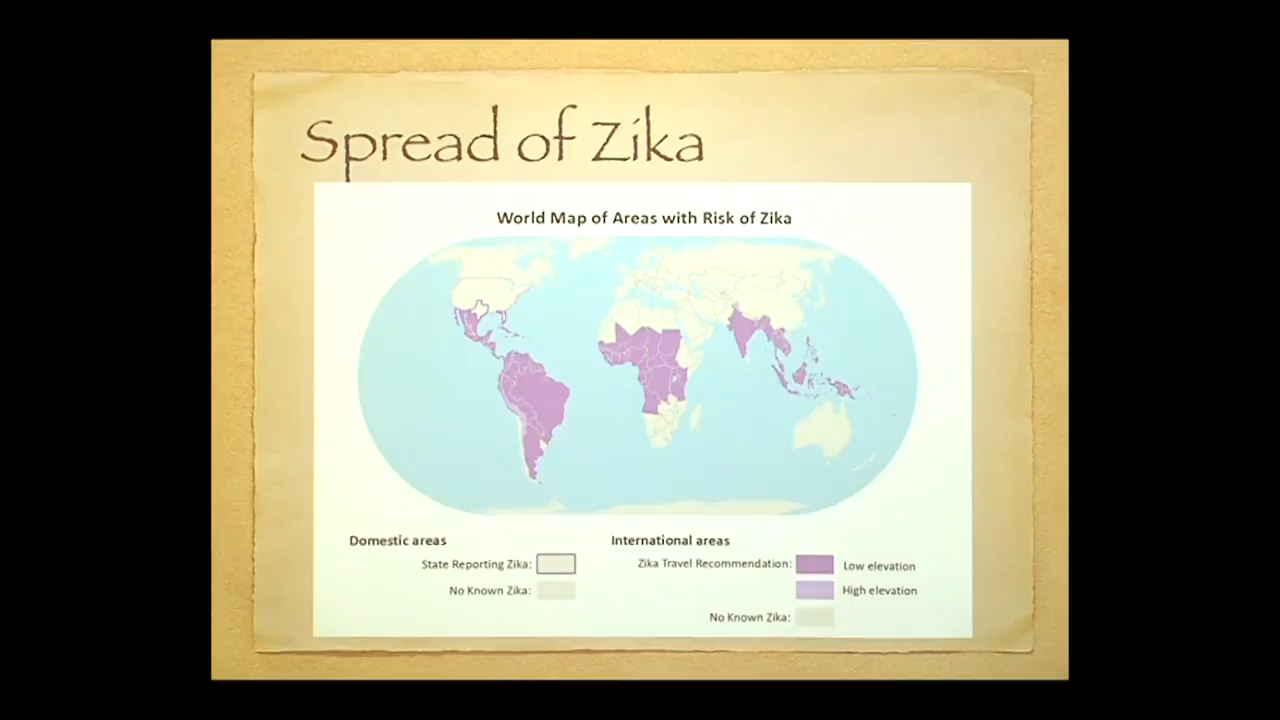 Spread of Zika
World Map of Areas with Risk of Zika
Domestic areas
State Reporting Zika:
No Known Zika:
International areas
Zika Travel Recommendation:
Low elevation
High elevation
No Known Zika: